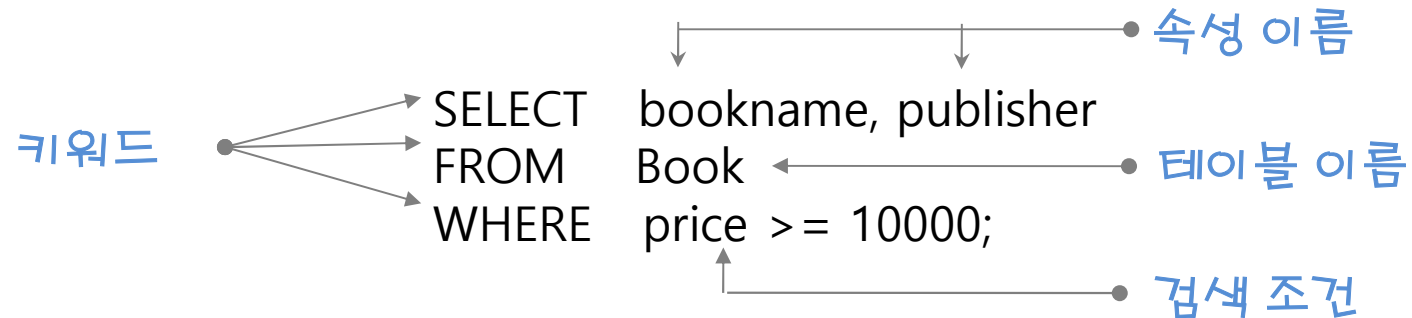 속성 이름
SELECT bookname, publisher
키워드
FROM Book
테이블 이름
WHERE price >= 10000;
검색 조건